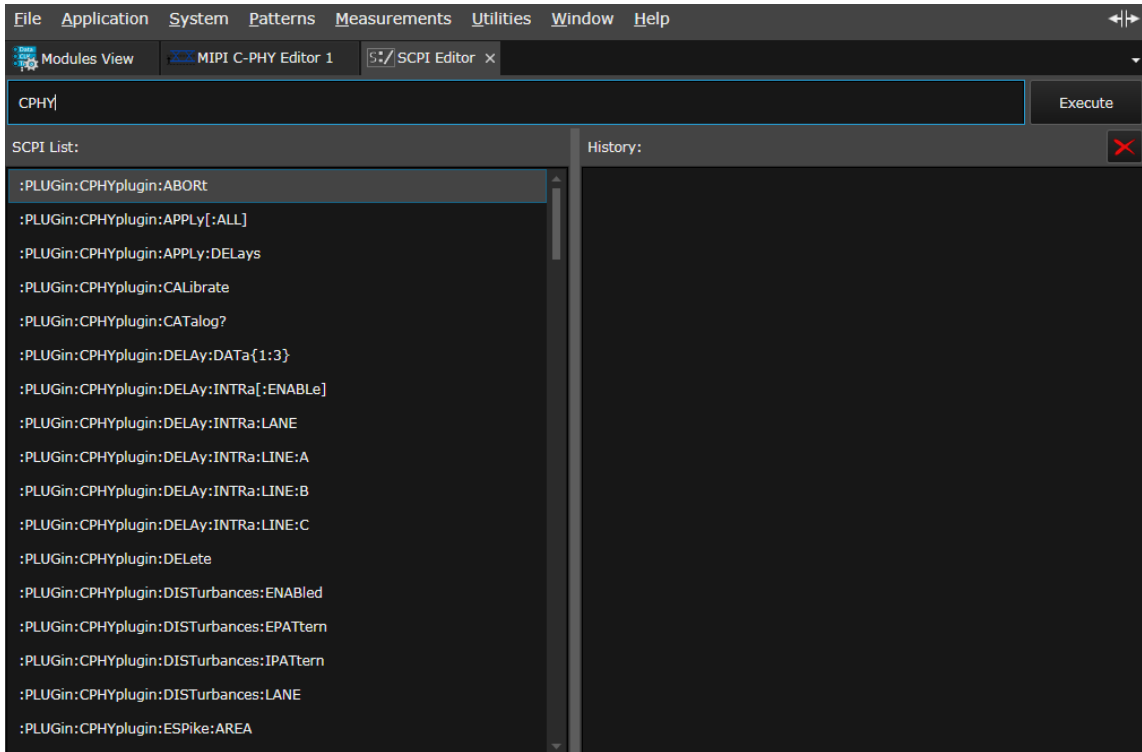 File Application System Patterns Measurements Utilities Window Help
Modules View MIPI C-PHY Editor 1 S:/ SCPI Editor ×
CPHY Execute
SCPI List: History:
:PLUGin:CPHYplugin:ABORt
:PLUGin:CPHYplugin:APPLy[:ALL]
:PLUGin:CPHYplugin:APPLy:DELays
:PLUGin:CPHYplugin:CALibrate
:PLUGin:CPHYplugin:CATalog?
:PLUGin:CPHYplugin:DELAy:DATa{1:3}
:PLUGin:CPHYplugin:DELAy:INTRa[:ENABLe]
:PLUGin:CPHYplugin:DELAy:INTRa:LANE
:PLUGin:CPHYplugin:DELAy:INTRa:LINE:A
:PLUGin:CPHYplugin:DELAy:INTRa:LINE:B
:PLUGin:CPHYplugin:DELAy:INTRa:LINE:C
:PLUGin:CPHYplugin:DELete
:PLUGin:CPHYplugin:DISTurbances:ENABled
:PLUGin:CPHYplugin:DISTurbances:EPATtern
:PLUGin:CPHYplugin:DISTurbances:IPATtern
:PLUGin:CPHYplugin:DISTurbances:LANE
:PLUGin:CPHYplugin:ESPike:AREA